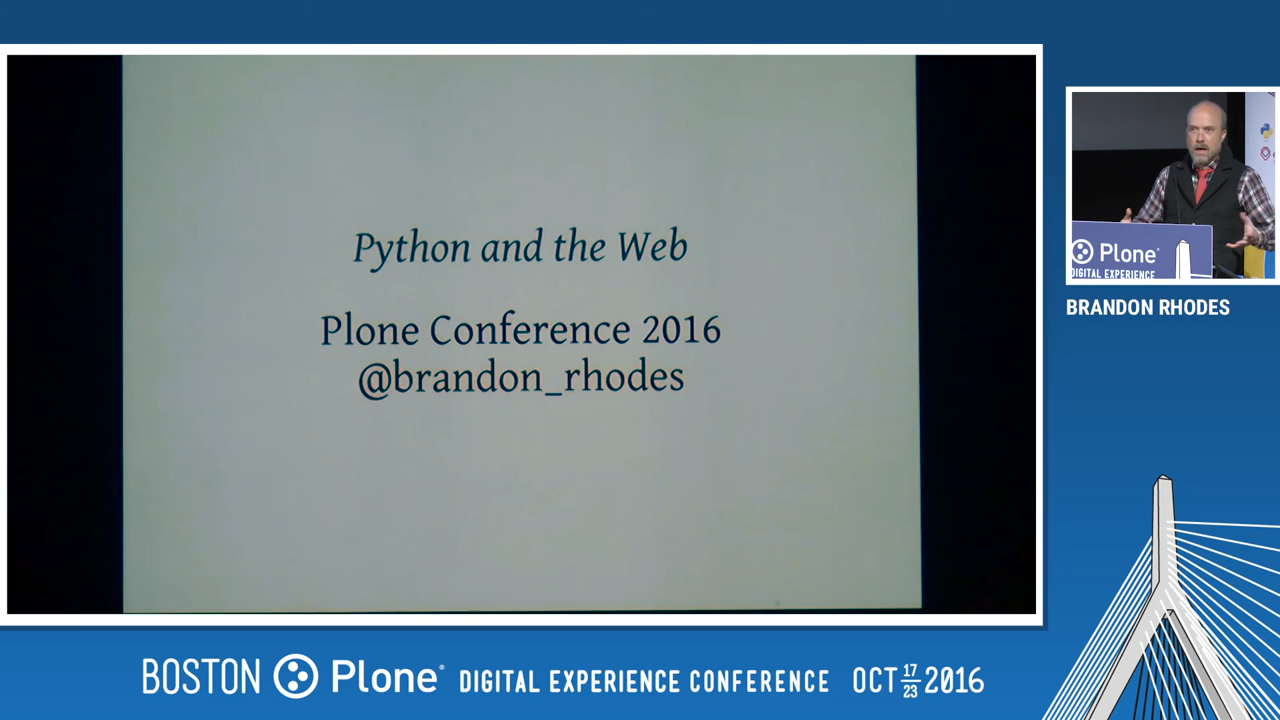 Python and the Web
Plone Conference 2016
@brandon_rhodes
Plone®
DIGITAL EXPERIENCE
BRANDON RHODES
BOSTON Plone® DIGITAL EXPERIENCE CONFERENCE OCT 17 23 2016